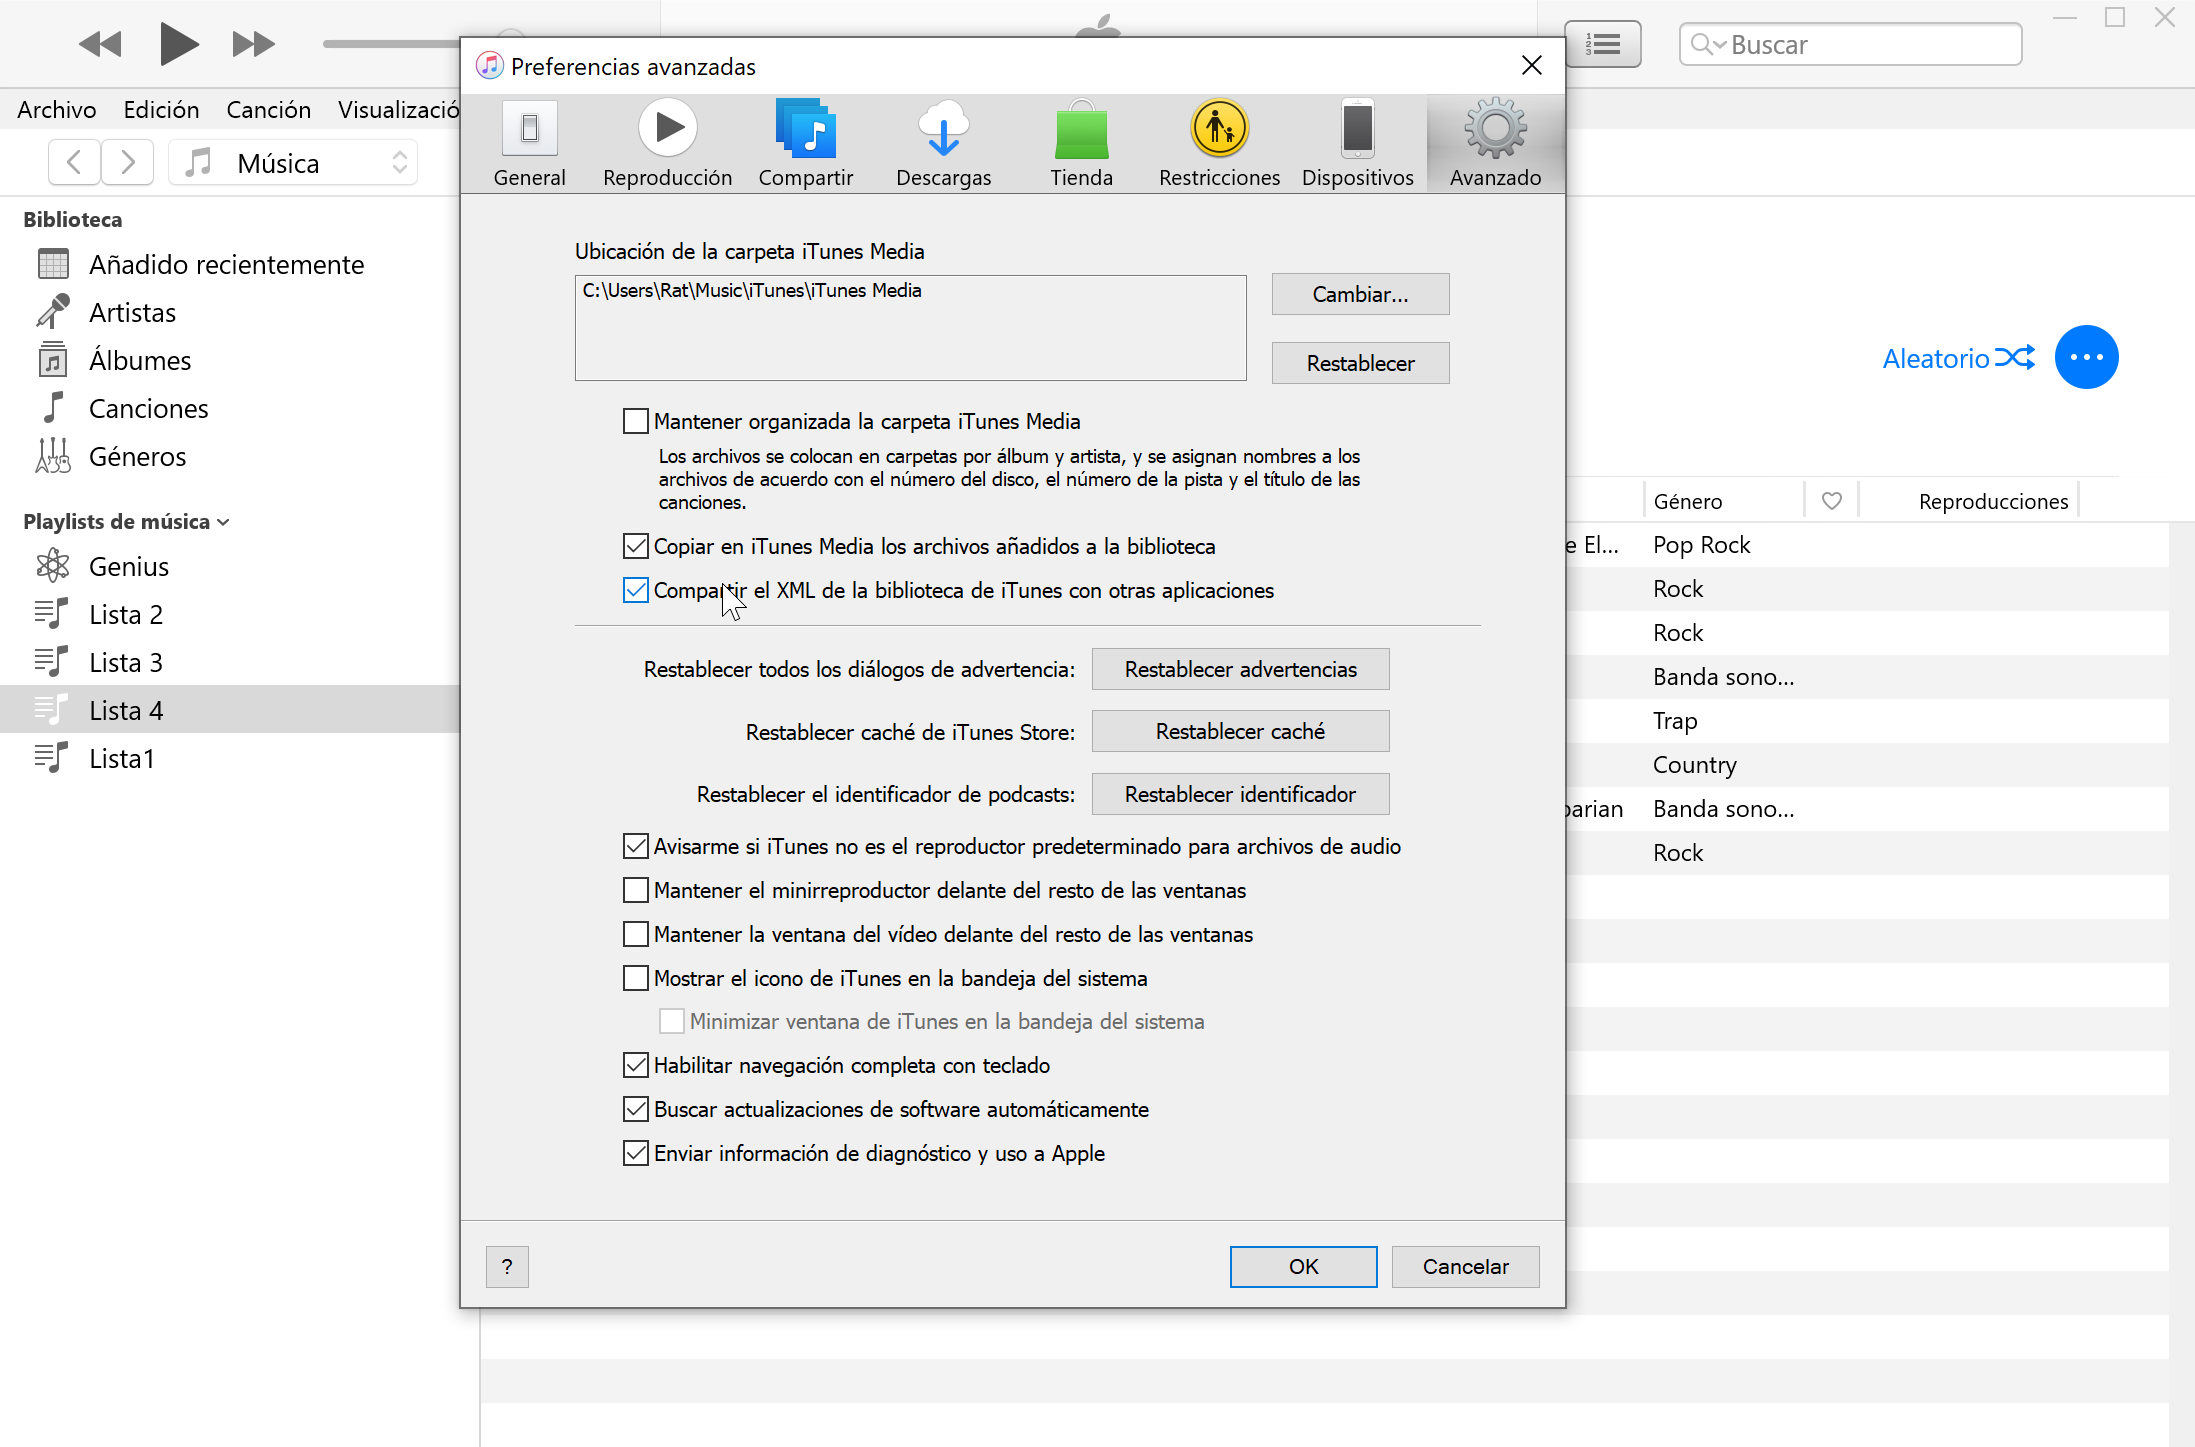 Buscar
Preferencias avanzadas
Archivo Edición Canción Visualizació
General Reproducción Compartir Descargas Tienda Restricciones Dispositivos Avanzado
Música
Biblioteca
Añadido recientemente
Artistas
Álbumes
Canciones
Géneros
Playlists de música
Genius
Lista 2
Lista 3
Lista 4
Lista1
Ubicación de la carpeta iTunes Media
C:\Users\Rat\Music\iTunes\iTunes Media
Cambiar...
Restablecer
Mantener organizada la carpeta iTunes Media
Los archivos se colocan en carpetas por álbum y artista, y se asignan nombres a los
archivos de acuerdo con el número del disco, el número de la pista y el título de las
canciones.
Copiar en iTunes Media los archivos añadidos a la biblioteca
Compartir el XML de la biblioteca de iTunes con otras aplicaciones
Restablecer todos los diálogos de advertencia: Restablecer advertencias
Restablecer caché de iTunes Store: Restablecer caché
Restablecer el identificador de podcasts: Restablecer identificador
Avisarme si iTunes no es el reproductor predeterminado para archivos de audio
Mantener el minirreproductor delante del resto de las ventanas
Mantener la ventana del vídeo delante del resto de las ventanas
Mostrar el icono de iTunes en la bandeja del sistema
Minimizar ventana de iTunes en la bandeja del sistema
Habilitar navegación completa con teclado
Buscar actualizaciones de software automáticamente
Enviar información de diagnóstico y uso a Apple
? OK Cancelar
Aleatorio
Género Reproducciones
e El... Pop Rock
Rock
Rock
Banda sono...
Trap
Country
barian Banda sono...
Rock